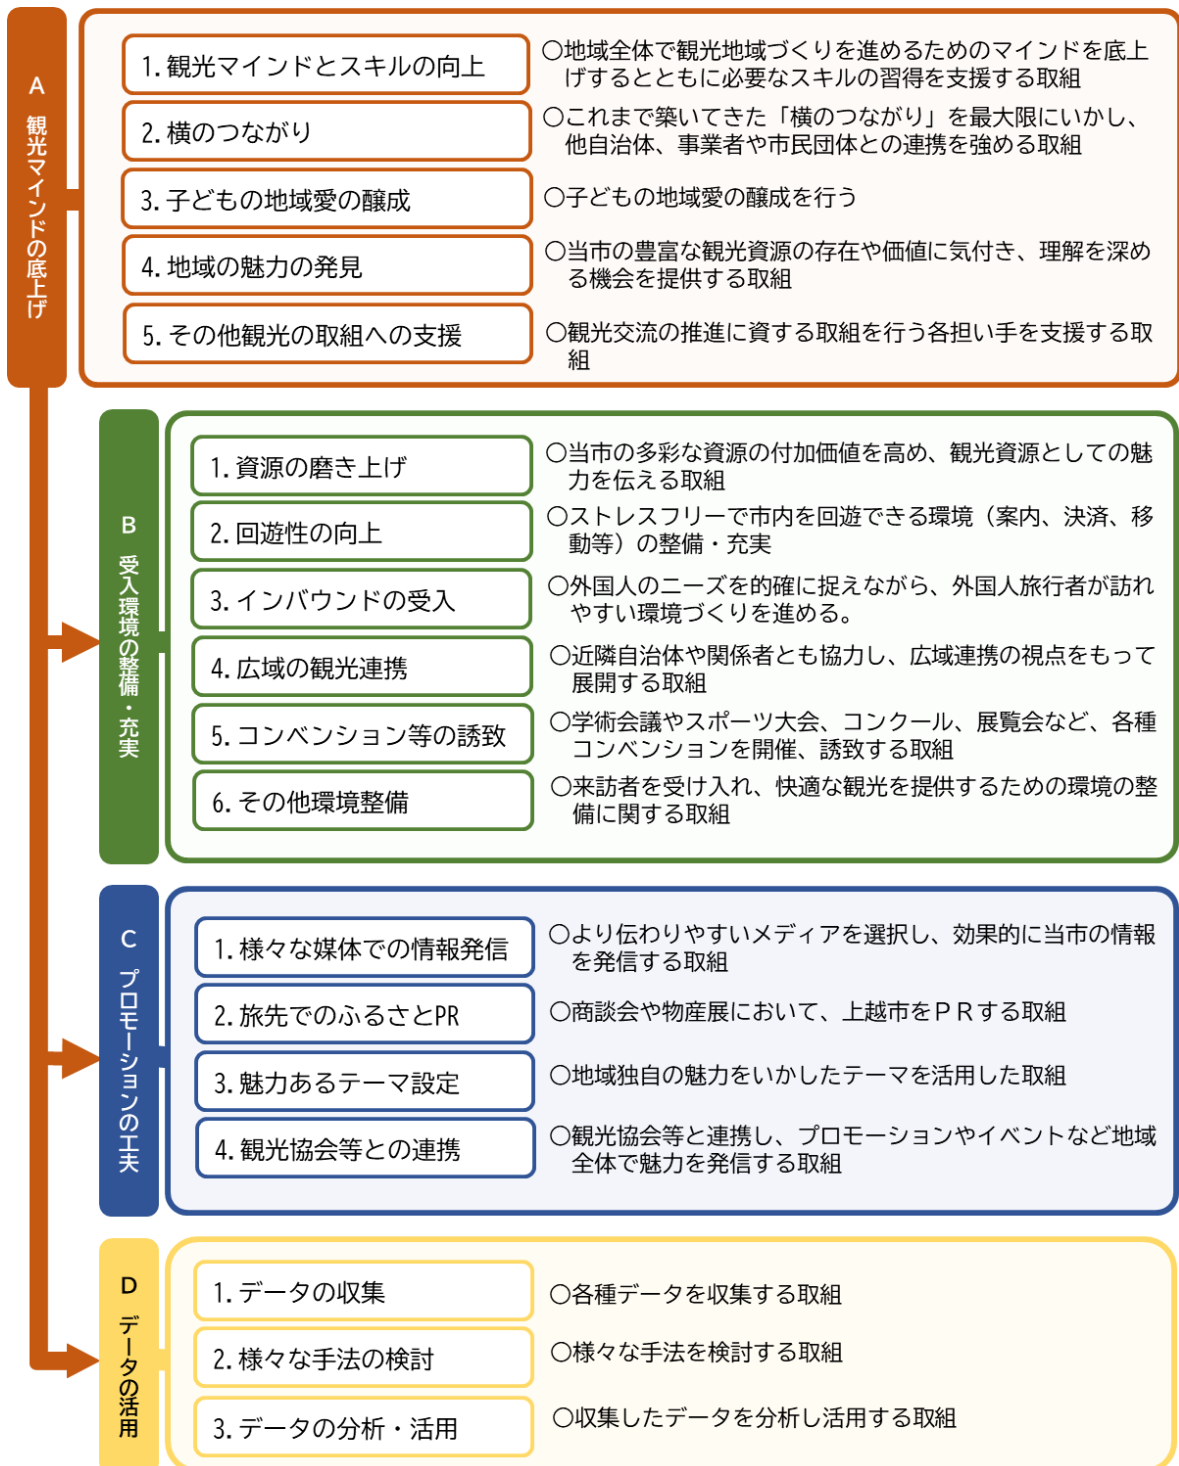 A 観光マインドの底上げ
1.観光マインドとスキルの向上
○地域全体で観光地域づくりを進めるためのマインドを底上
げするとともに必要なスキルの習得を支援する取組
2.横のつながり
○これまで築いてきた「横のつながり」を最大限にいかし、
他自治体、事業者や市民団体との連携を強める取組
3.子どもの地域愛の醸成
○子どもの地域愛の醸成を行う
4.地域の魅力の発見
○当市の豊富な観光資源の存在や価値に気付き、理解を深め
る機会を提供する取組
5.その他観光の取組への支援
○観光交流の推進に資する取組を行う各担い手を支援する取
組
B 受入環境の整備・充実
1.資源の磨き上げ
○当市の多彩な資源の付加価値を高め、観光資源としての魅
力を伝える取組
2.回遊性の向上
○ストレスフリーで市内を回遊できる環境（案内、決済、移
動等）の整備・充実
3.インバウンドの受入
○外国人のニーズを的確に捉えながら、外国人旅行者が訪れ
やすい環境づくりを進める。
4.広域の観光連携
○近隣自治体や関係者とも協力し、広域連携の視点をもって
展開する取組
5.コンベンション等の誘致
○学術会議やスポーツ大会、コンクール、展覧会など、各種
コンベンションを開催、誘致する取組
6.その他環境整備
○来訪者を受け入れ、快適な観光を提供するための環境の整
備に関する取組
C プロモーションの工夫
1.様々な媒体での情報発信
○より伝わりやすいメディアを選択し、効果的に当市の情報
を発信する取組
2.旅先でのふるさとPR
○商談会や物産展において、上越市をＰＲする取組
3.魅力あるテーマ設定
○地域独自の魅力をいかしたテーマを活用した取組
4.観光協会等との連携
○観光協会等と連携し、プロモーションやイベントなど地域
全体で魅力を発信する取組
D データの活用
1.データの収集
○各種データを収集する取組
2.様々な手法の検討
○様々な手法を検討する取組
3.データの分析・活用
○収集したデータを分析し活用する取組